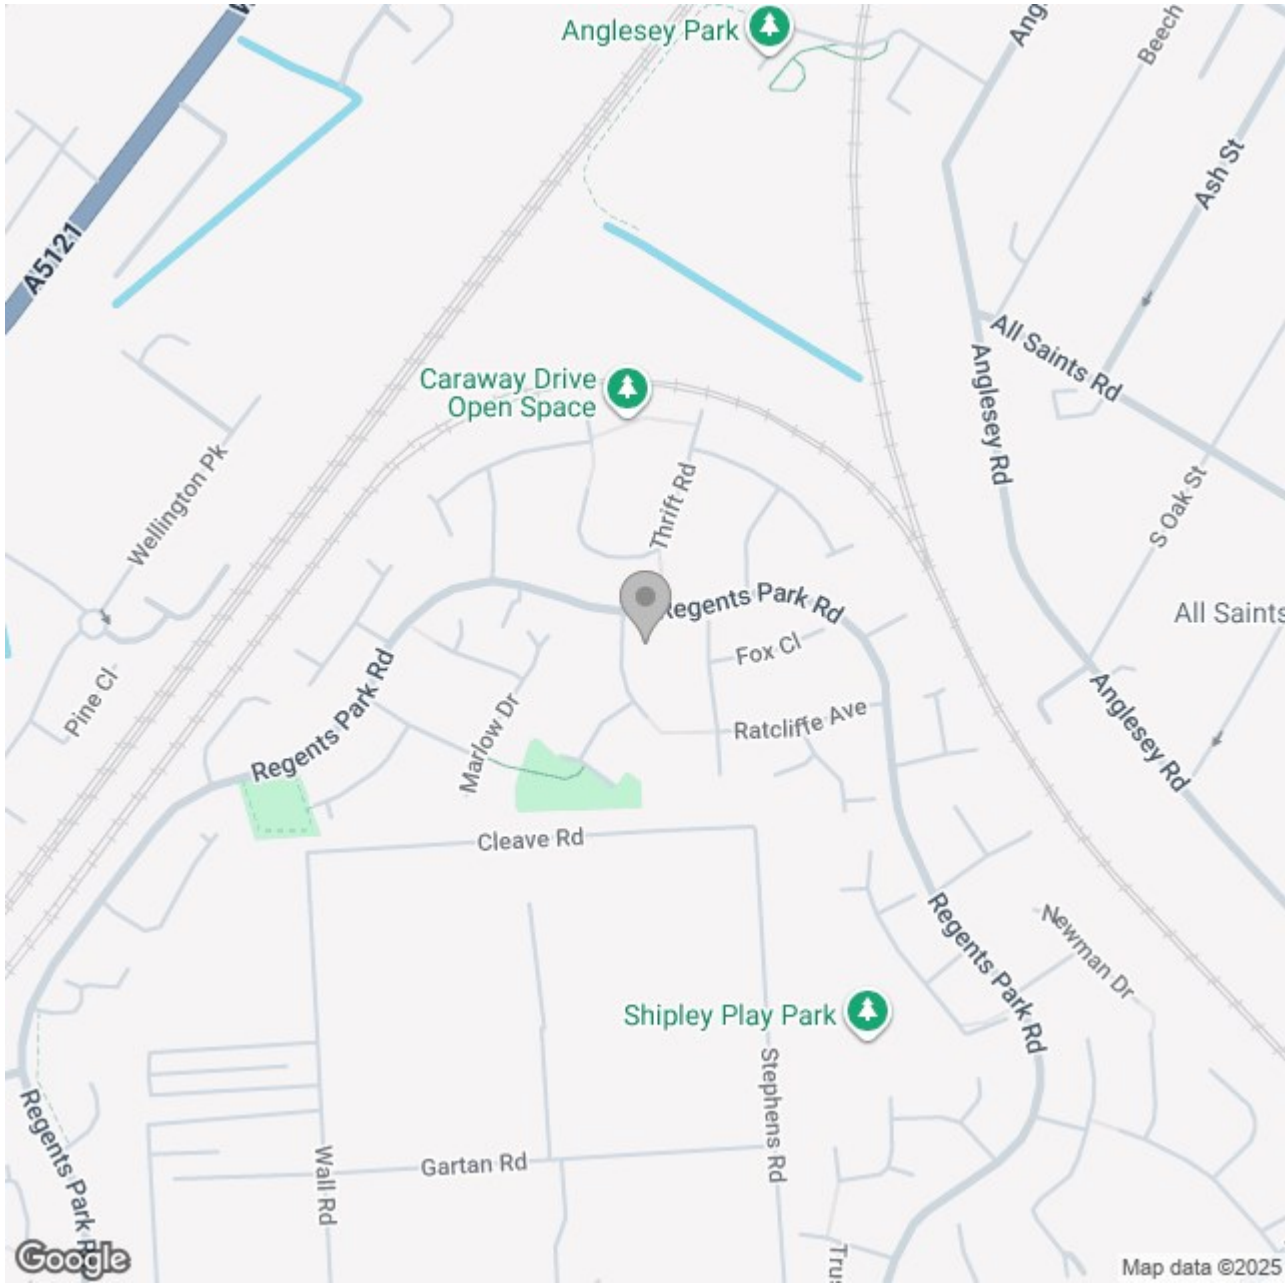 Anglesey Park
Beech
Ash St
A5121
All Saints Rd
Caraway Drive
Open Space
Anglesey Rd
Wellington Pk
Thrift Rd
S Oak St
Regents Park Rd
All Saints
Fox Cl
Pine Cl
Regents Park Rd
Marlow Dr
Ratcliffe Ave
Anglesey Rd
Cleave Rd
Regents Park Rd
Newman Dr
Shipley Play Park
Stephens Rd
Regents Park R
Wall Rd
Gartan Rd
Trus
Google
Map data ©2025